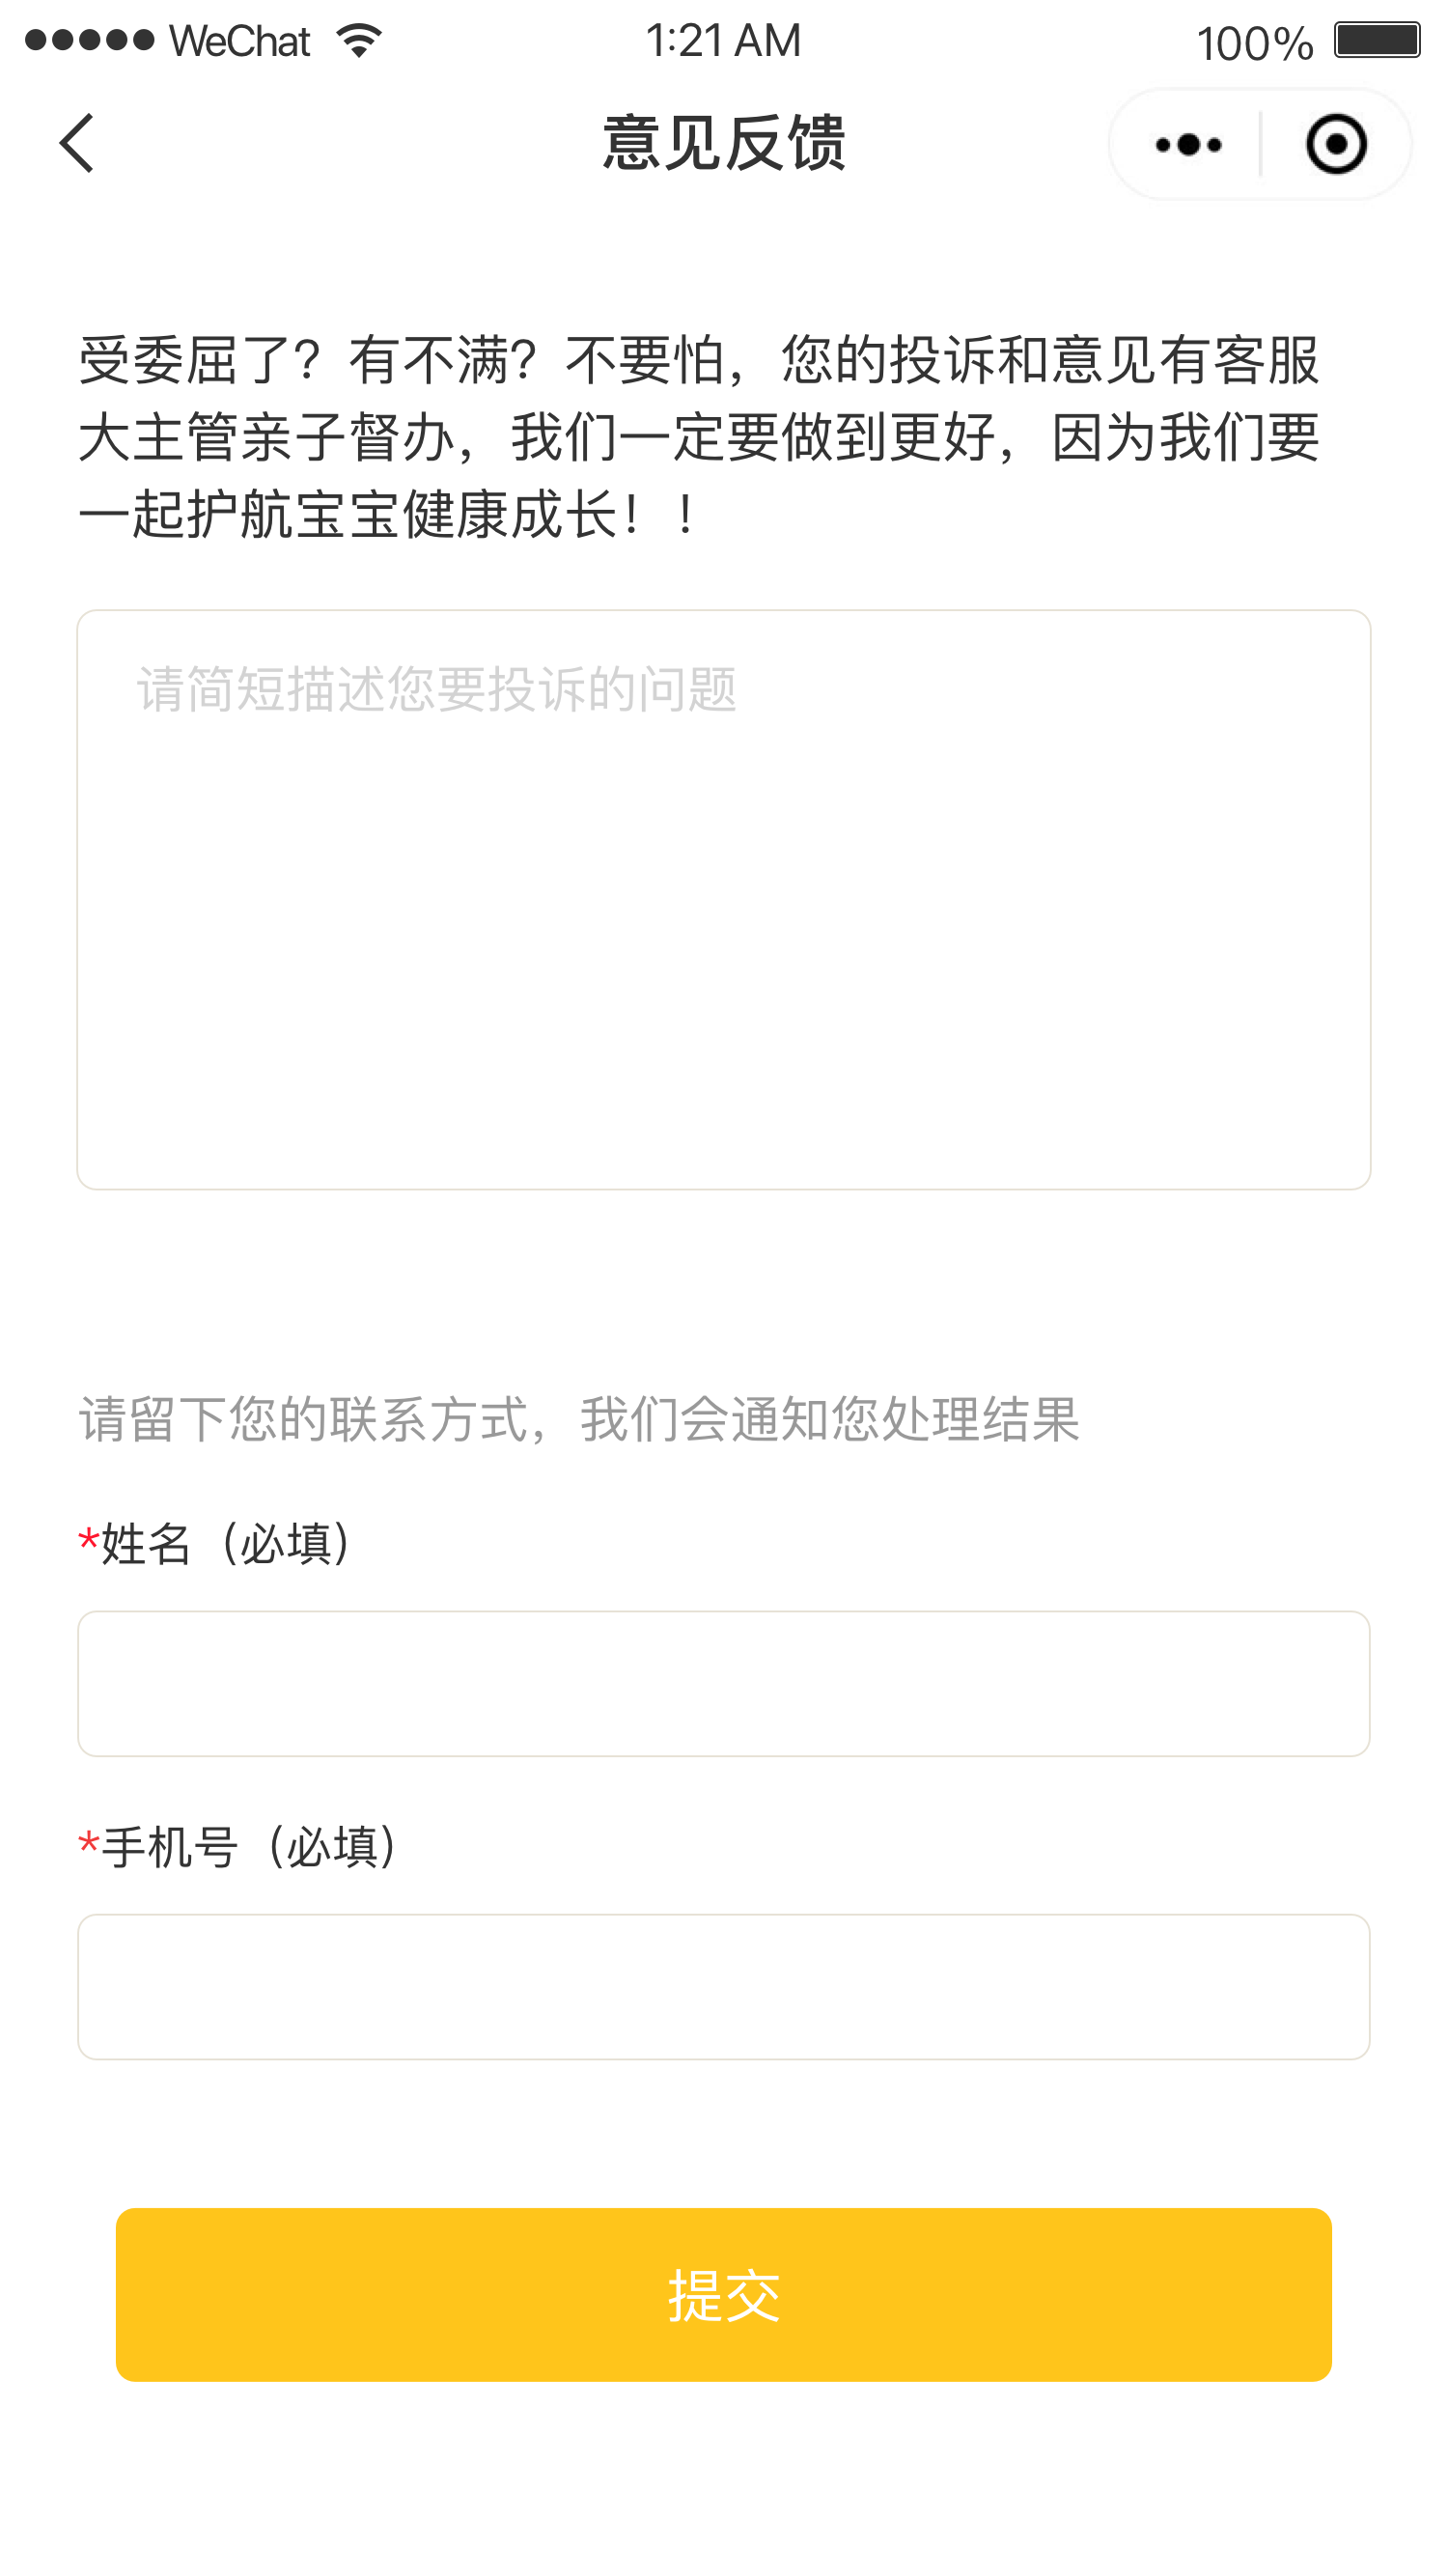 WeChat 1:21 AM 100%
意见反馈
受委屈了？有不满？不要怕，您的投诉和意见有客服
大主管亲子督办，我们一定要做到更好，因为我们要
一起护航宝宝健康成长！！
请简短描述您要投诉的问题
请留下您的联系方式，我们会通知您处理结果
*姓名（必填）
*手机号（必填）
提交